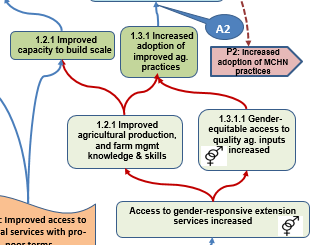 1.2.1 Improved
capacity to build scale
1.3.1 Increased
adoption of
improved ag.
practices
A2
P2: Increased
adoption of MCHN
practices
1.2.1 Improved
agricultural production,
and farm mgmt
knowledge & skills
1.3.1.1 Gender-
equitable access to
quality ag. inputs
increased
: Improved access to
al services with pro-
poor terms
Access to gender-responsive extension
services increased